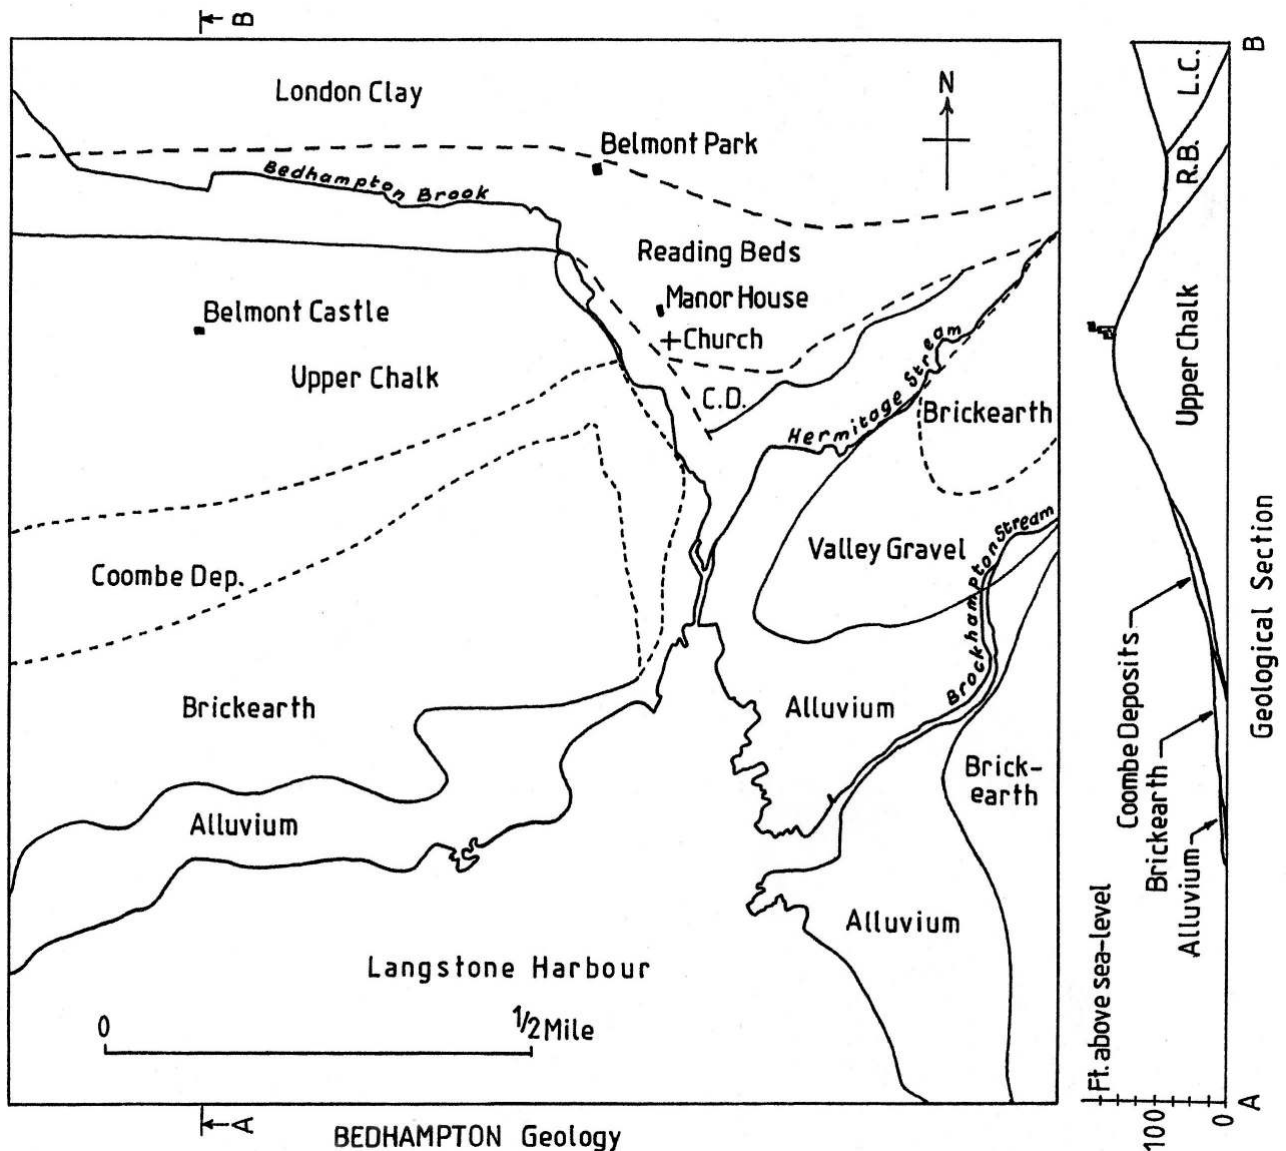 B
London Clay
N
Belmont Park
Bedhampton Brook
Reading Beds
Manor House
Church
Belmont Castle
Upper Chalk
C.D.
Hermitage Stream
Brickearth
Valley Gravel
Brockhampton Stream
Coombe Dep.
Brickearth
Alluvium
Brick-
earth
Alluvium
Alluvium
Langstone Harbour
0
1/2 Mile
A
BEDHAMPTON Geology
B
L.C.
R.B.
Upper Chalk
Coombe Deposits
Brickearth
Alluvium
Geological Section
Ft. above sea-level
100
0
A